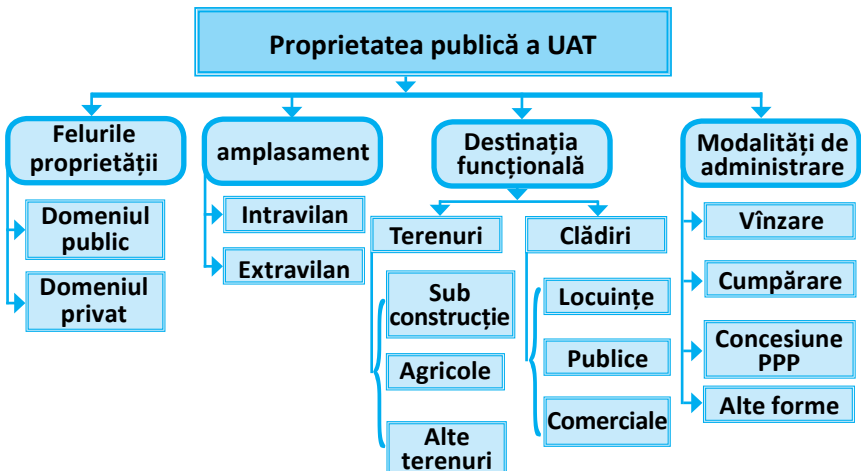 Proprietatea publică a UAT
Felurile
proprietății
Domeniul
public
Domeniul
privat
amplasament
Intravilan
Extravilan
Destinația
funcțională
Terenuri
Sub
construcție
Agricole
Alte
terenuri
Clădiri
Locuințe
Publice
Comerciale
Modalități de
administrare
Vînzare
Cumpărare
Concesiune
PPP
Alte forme